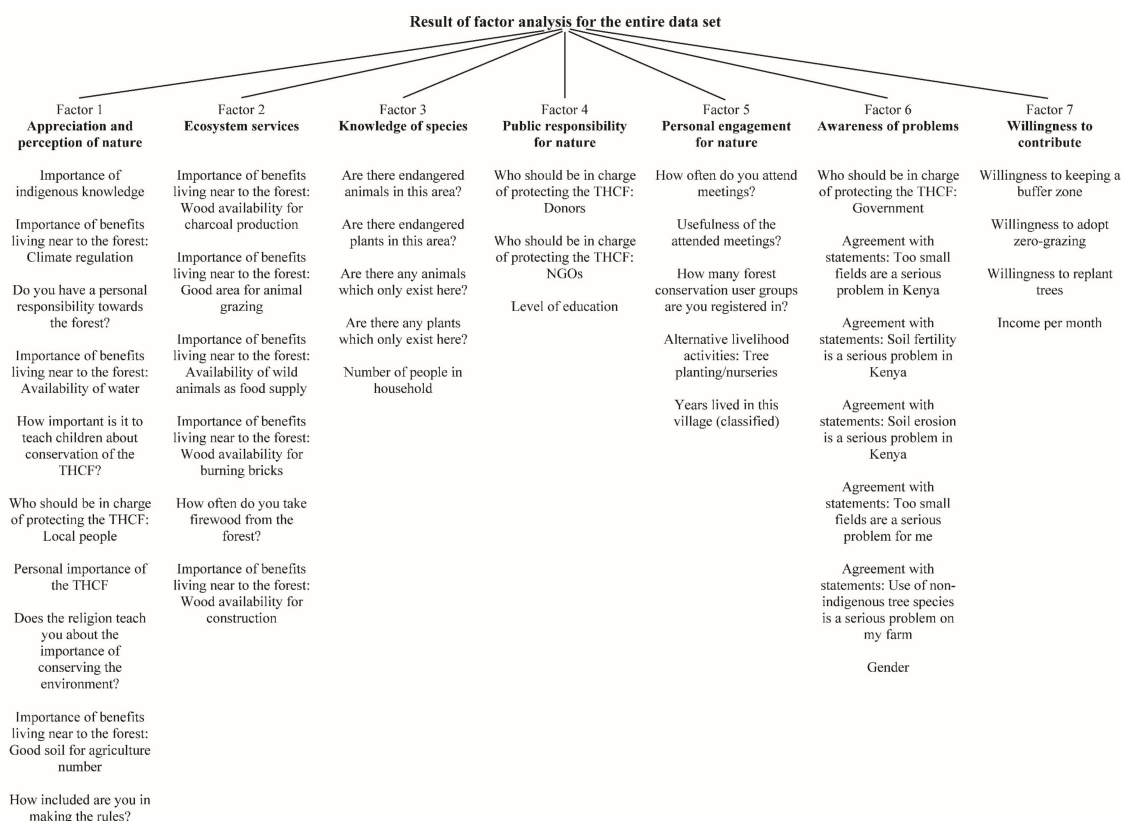 Result of factor analysis for the entire data set
Factor 1
Appreciation and
perception of nature
Importance of
indigenous knowledge
Importance of benefits
living near to the forest:
Climate regulation
Do you have a personal
responsibility towards
the forest?
Importance of benefits
living near to the forest:
Availability of water
How important is it to
teach children about
conservation of the
THCF?
Who should be in charge
of protecting the THCF:
Local people
Personal importance of
the THCF
Does the religion teach
you about the
importance of
conserving the
environment?
Importance of benefits
living near to the forest:
Good soil for agriculture
number
How included are you in
making the rules?
Factor 2
Ecosystem services
Importance of benefits
living near to the forest:
Wood availability for
charcoal production
Importance of benefits
living near to the forest:
Good area for animal
grazing
Importance of benefits
living near to the forest:
Availability of wild
animals as food supply
Importance of benefits
living near to the forest:
Wood availability for
burning bricks
How often do you take
firewood from the
forest?
Importance of benefits
living near to the forest:
Wood availability for
construction
Factor 3
Knowledge of species
Are there endangered
animals in this area?
Are there endangered
plants in this area?
Are there any animals
which only exist here?
Are there any plants
which only exist here?
Number of people in
household
Factor 4
Public responsibility
for nature
Who should be in charge
of protecting the THCF:
Donors
Who should be in charge
of protecting the THCF:
NGOs
Level of education
Factor 5
Personal engagement
for nature
How often do you attend
meetings?
Usefulness of the
attended meetings?
How many forest
conservation user groups
are you registered in?
Alternative livelihood
activities: Tree
planting/nurseries
Years lived in this
village (classified)
Factor 6
Awareness of problems
Who should be in charge
of protecting the THCF:
Government
Agreement with
statements: Too small
fields are a serious
problem in Kenya
Agreement with
statements: Soil fertility
is a serious problem in
Kenya
Agreement with
statements: Soil erosion
is a serious problem in
Kenya
Agreement with
statements: Too small
fields are a serious
problem for me
Agreement with
statements: Use of non-
indigenous tree species
is a serious problem on
my farm
Gender
Factor 7
Willingness to
contribute
Willingness to keeping a
buffer zone
Willingness to adopt
zero-grazing
Willingness to replant
trees
Income per month